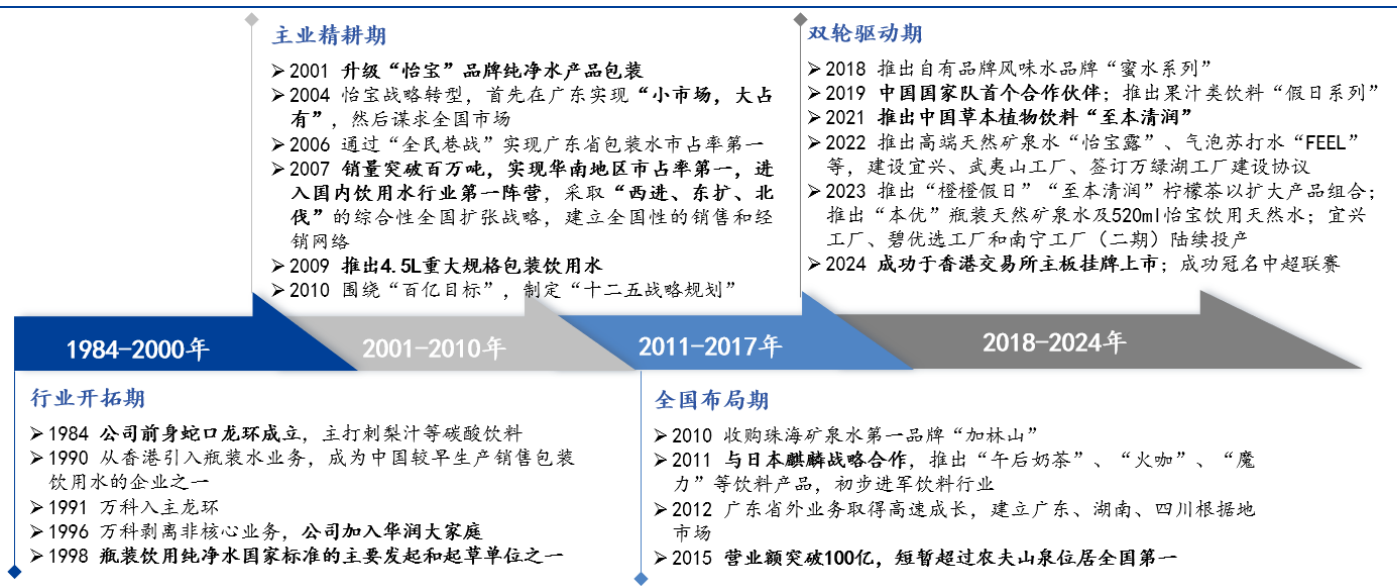 主业精耕期
➢2001 升级“怡宝”品牌纯净水产品包装
➢2004 怡宝战略转型，首先在广东实现“小市场，大占
有”，然后谋求全国市场
➢2006 通过“全民巷战”实现广东省包装水市占率第一
➢2007 销量突破百万吨，实现华南地区市占率第一，进
入国内饮用水行业第一阵营，采取“西进、东扩、北
伐”的综合性全国扩张战略，建立全国性的销售和经
销网络
➢2009 推出4.5L重大规格包装饮用水
➢2010 围绕“百亿目标”，制定“十二五战略规划”
双轮驱动期
➢2018 推出自有品牌风味水品牌“蜜水系列”
➢2019 中国国家队首个合作伙伴；推出果汁类饮料“假日系列”
➢2021 推出中国草本植物饮料“至本清润”
➢2022 推出高端天然矿泉水“怡宝露”、气泡苏打水“FEEL”
等，建设宜兴、武夷山工厂、签订万绿湖工厂建设协议
➢2023 推出“橙橙假日”“至本清润”柠檬茶以扩大产品组合；
推出“本优”瓶装天然矿泉水及520ml怡宝饮用天然水；宜兴
工厂、碧优选工厂和南宁工厂（二期）陆续投产
➢2024 成功于香港交易所主板挂牌上市；成功冠名中超联赛
1984-2000年
2001-2010年
2011-2017年
2018-2024年
行业开拓期
➢1984 公司前身蛇口龙环成立，主打刺梨汁等碳酸饮料
➢1990 从香港引入瓶装水业务，成为中国较早生产销售包装
饮用水的企业之一
➢1991 万科入主龙环
➢1996 万科剥离非核心业务，公司加入华润大家庭
➢1998 瓶装饮用纯净水国家标准的主要发起和起草单位之一
全国布局期
➢2010 收购珠海矿泉水第一品牌“加林山”
➢2011 与日本麒麟战略合作，推出“午后奶茶”、“火咖”、“魔
力”等饮料产品，初步进军饮料行业
➢2012 广东省外业务取得高速成长，建立广东、湖南、四川根据地
市场
➢2015 营业额突破100亿，短暂超过农夫山泉位居全国第一